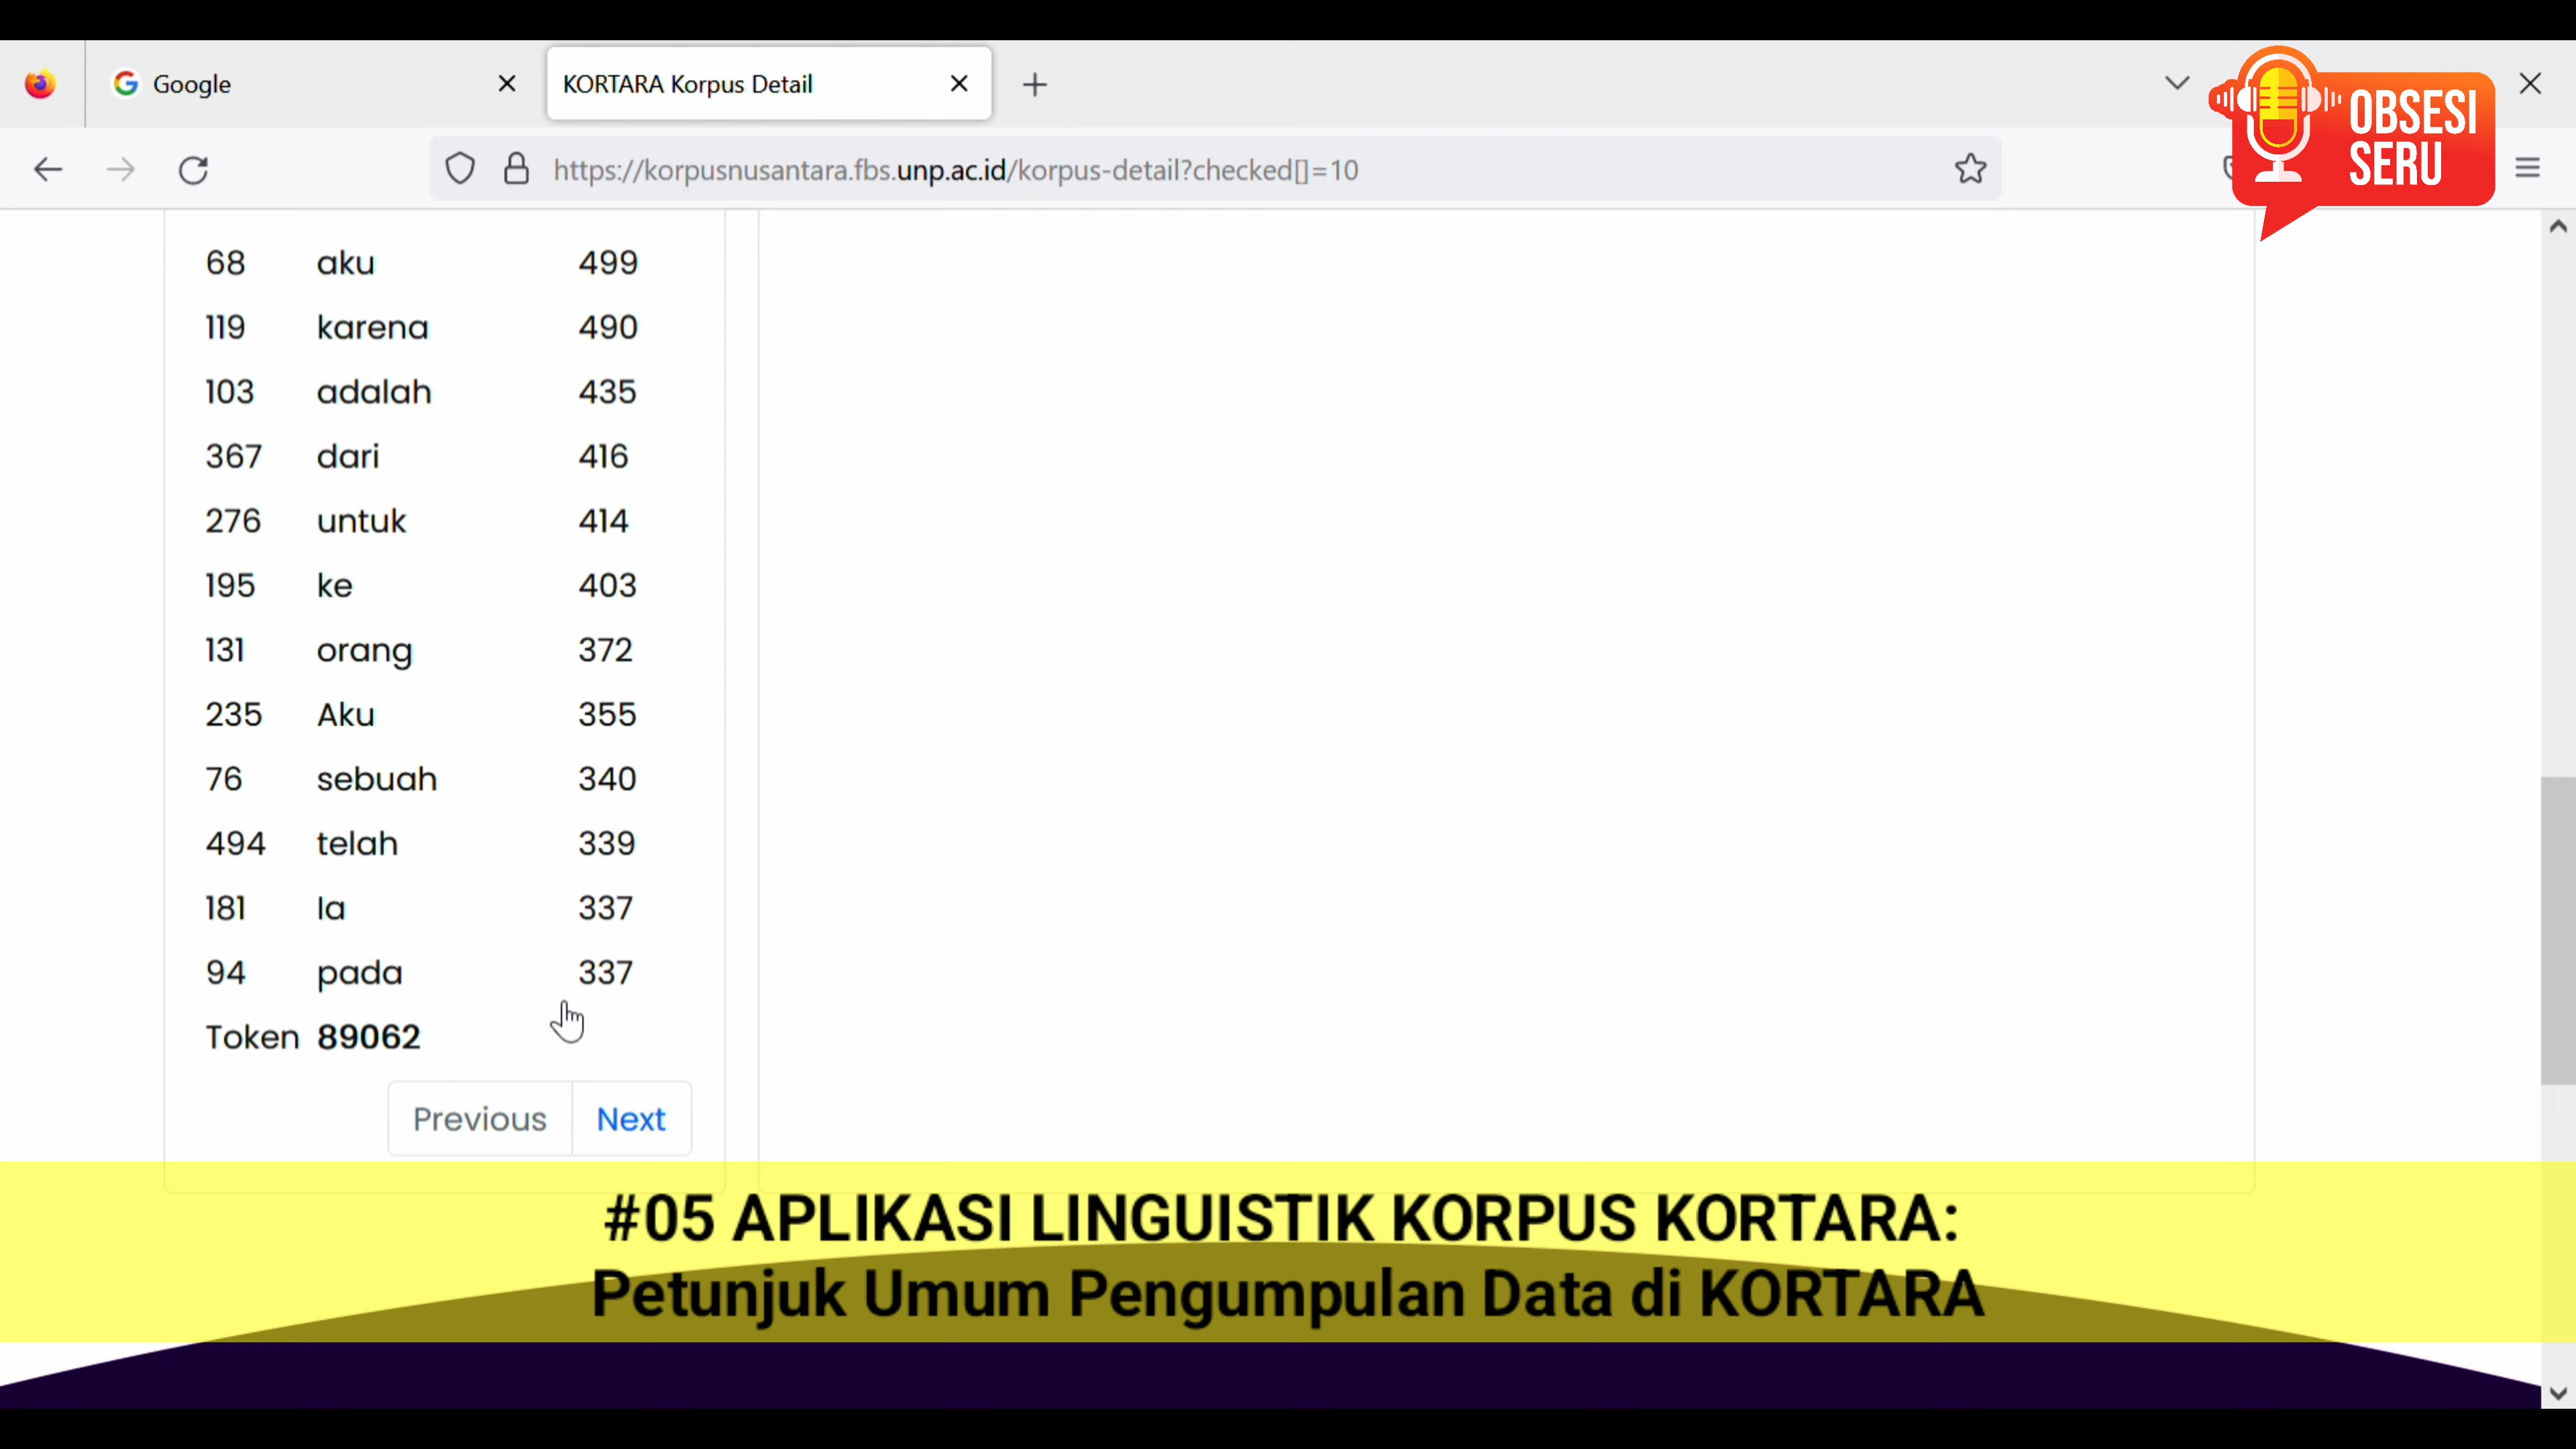 Google
KORTARA Korpus Detail
OBSESI
SERU
https://korpusnusantara.fbs.unp.ac.id/korpus-detail?checked[]=10
68 aku 499
119 karena 490
103 adalah 435
367 dari 416
276 untuk 414
195 ke 403
131 orang 372
235 Aku 355
76 sebuah 340
494 telah 339
181 Ia 337
94 pada 337
Token 89062
Previous Next
#05 APLIKASI LINGUISTIK KORPUS KORTARA:
Petunjuk Umum Pengumpulan Data di KORTARA